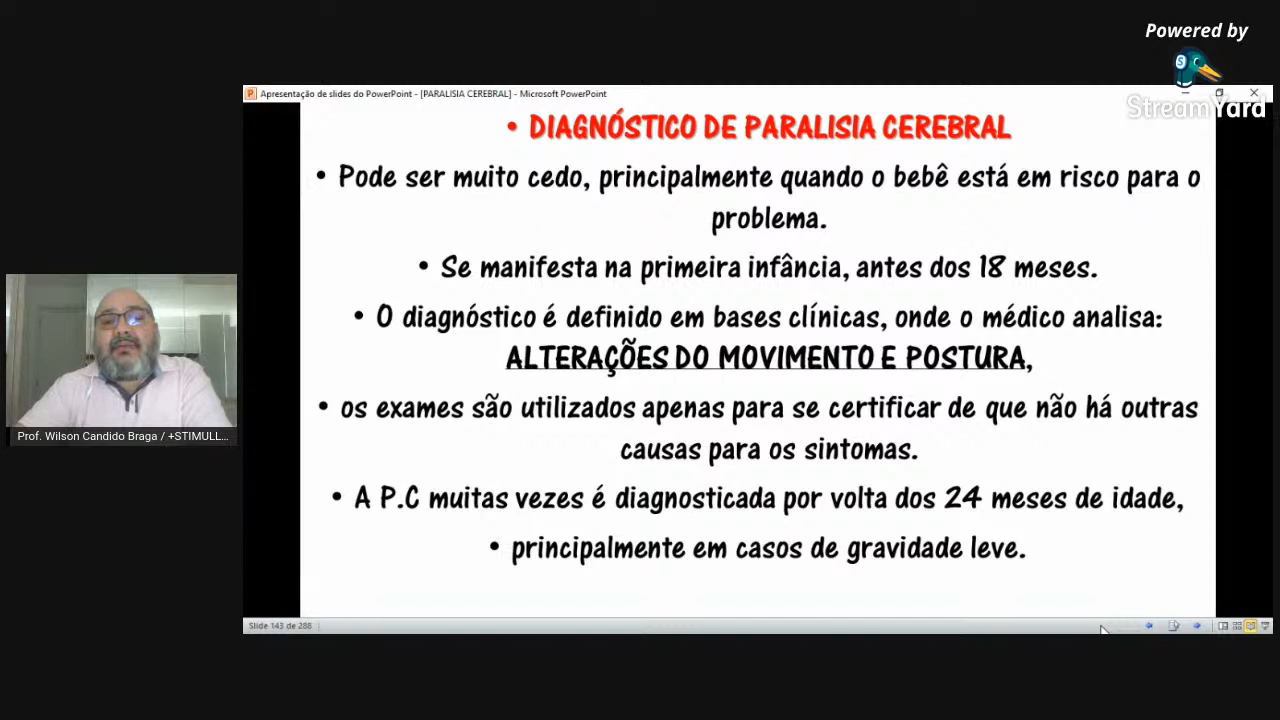 Powered by
StreamYard
Apresentação de slides do PowerPoint - [PARALISIA CEREBRAL] - Microsoft PowerPoint
• DIAGNÓSTICO DE PARALISIA CEREBRAL
• Pode ser muito cedo, principalmente quando o bebê está em risco para o
problema.
• Se manifesta na primeira infância, antes dos 18 meses.
• O diagnóstico é definido em bases clínicas, onde o médico analisa:
ALTERAÇÕES DO MOVIMENTO E POSTURA,
• os exames são utilizados apenas para se certificar de que não há outras
causas para os sintomas.
• A P.C muitas vezes é diagnosticada por volta dos 24 meses de idade,
• principalmente em casos de gravidade leve.
Prof. Wilson Candido Braga / +STIMULL...
Slide 143 de 288